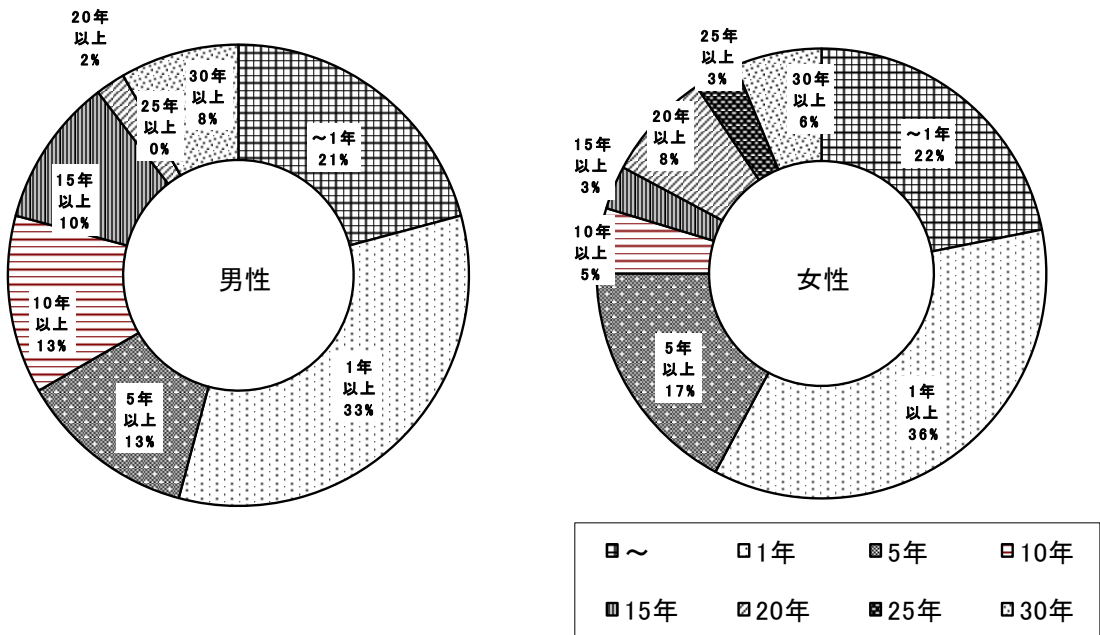 20年
以上
2%
25年
以上
0%
30年
以上
8%
～1年
21%
15年
以上
10%
10年
以上
13%
5年
以上
13%
1年
以上
33%
男性
25年
以上
3%
30年
以上
6%
20年
以上
8%
15年
以上
3%
～1年
22%
10年
以上
5%
5年
以上
17%
1年
以上
36%
女性
～ 1年 5年 10年
15年 20年 25年 30年